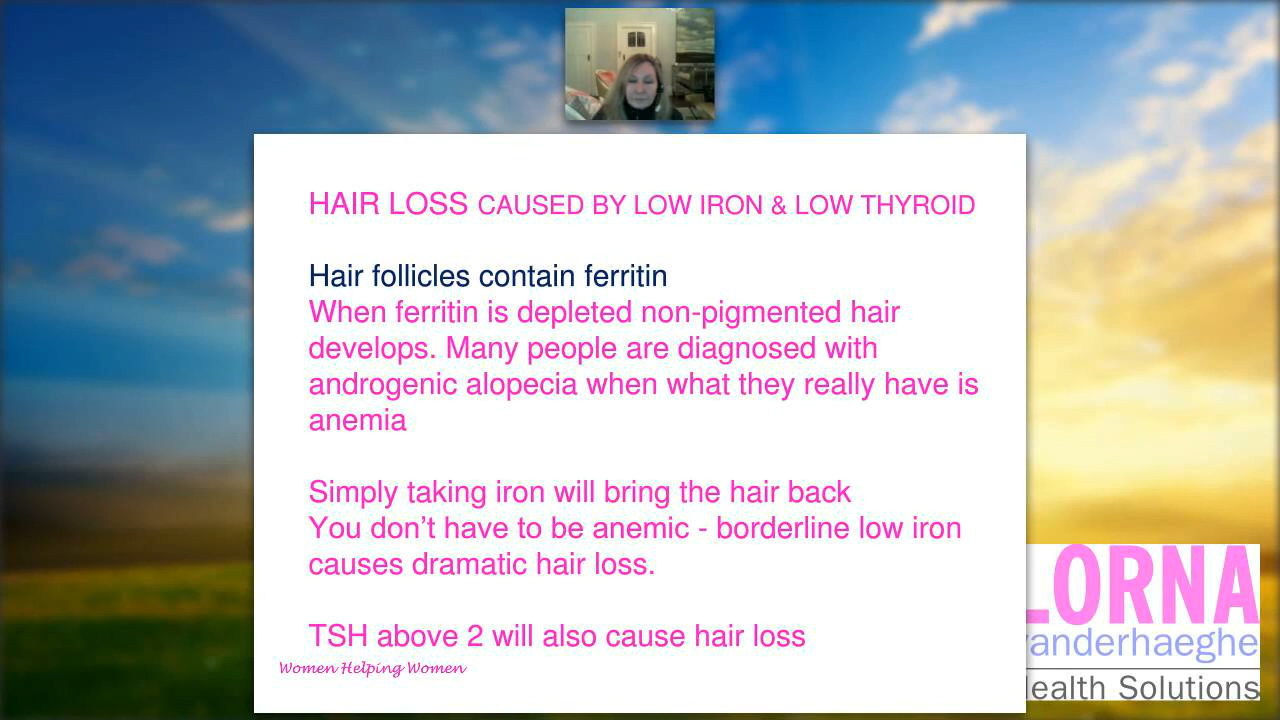 HAIR LOSS CAUSED BY LOW IRON & LOW THYROID
Hair follicles contain ferritin
When ferritin is depleted non-pigmented hair
develops. Many people are diagnosed with
androgenic alopecia when what they really have is
anemia
Simply taking iron will bring the hair back
You don’t have to be anemic - borderline low iron
causes dramatic hair loss.
TSH above 2 will also cause hair loss
Women Helping Women
LORNA
vanderhaeghe
Health Solutions